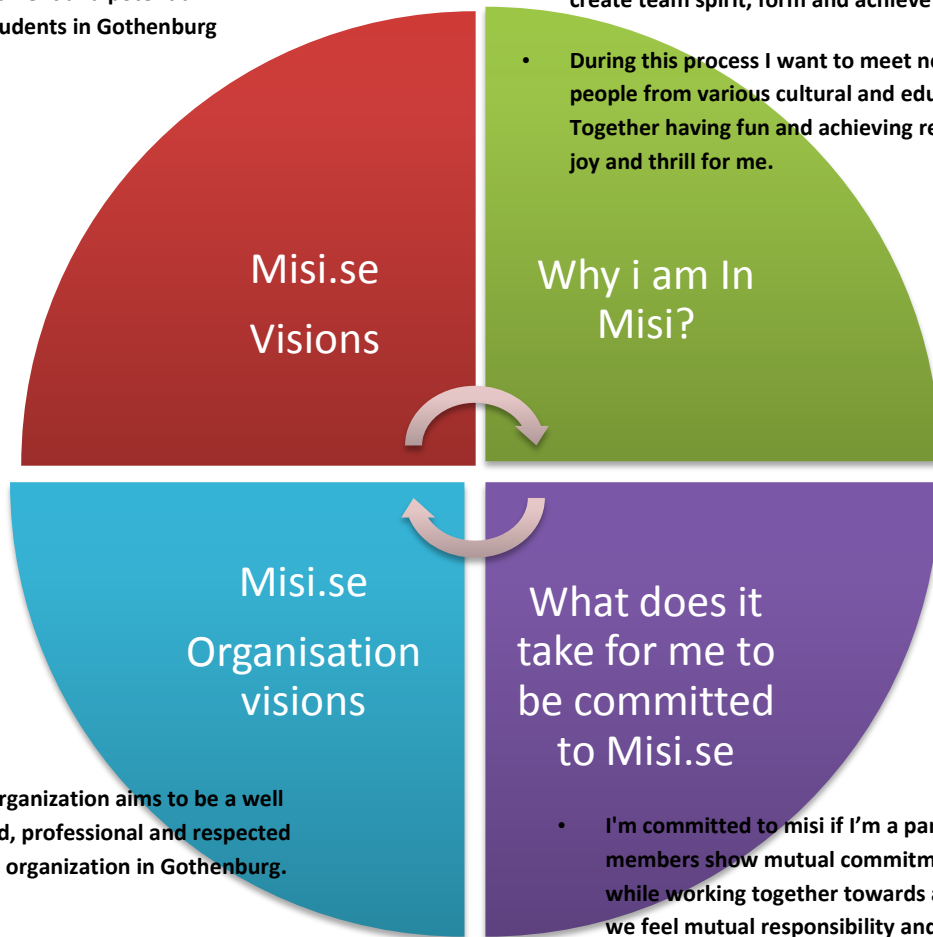 udents in Gothenburg
create team spirit, form and achieve
• During this process I want to meet ne
people from various cultural and edu
Together having fun and achieving re
joy and thrill for me.
Misi.se
Visions
Why i am In
Misi?
Misi.se
Organisation
visions
What does it
take for me to
be committed
to Misi.se
rganization aims to be a well
d, professional and respected
organization in Gothenburg.
• I'm committed to misi if I’m a par
members show mutual commitm
while working together towards a
we feel mutual responsibility and